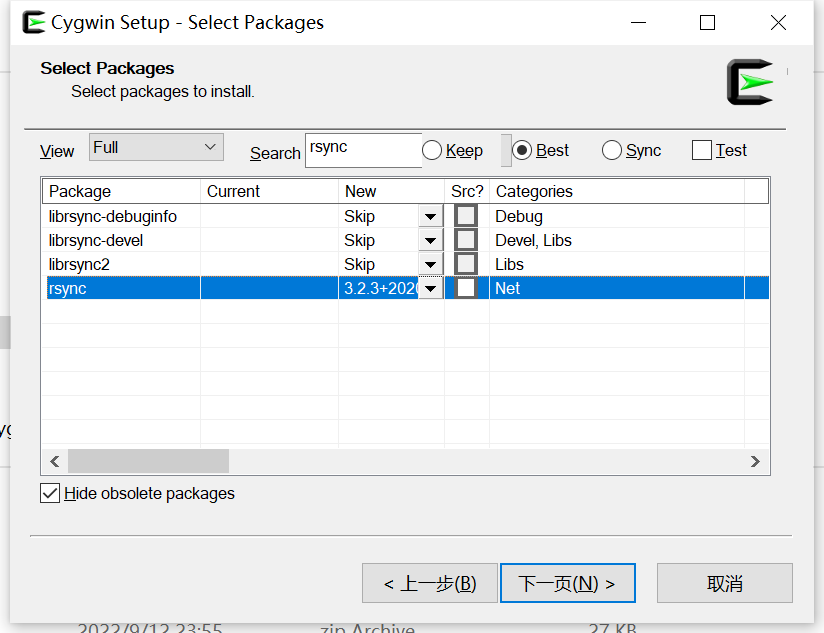 Cygwin Setup - Select Packages
Select Packages
Select packages to install.
View Full Search rsync Keep Best Sync Test
Package Current New Src? Categories
librsync-debuginfo Skip Debug
librsync-devel Skip Devel, Libs
librsync2 Skip Libs
rsync 3.2.3+202 Net
Hide obsolete packages
< 上一步(B) 下一页(N) > 取消
2022/9/12 23:55 zip Archive 27 KB